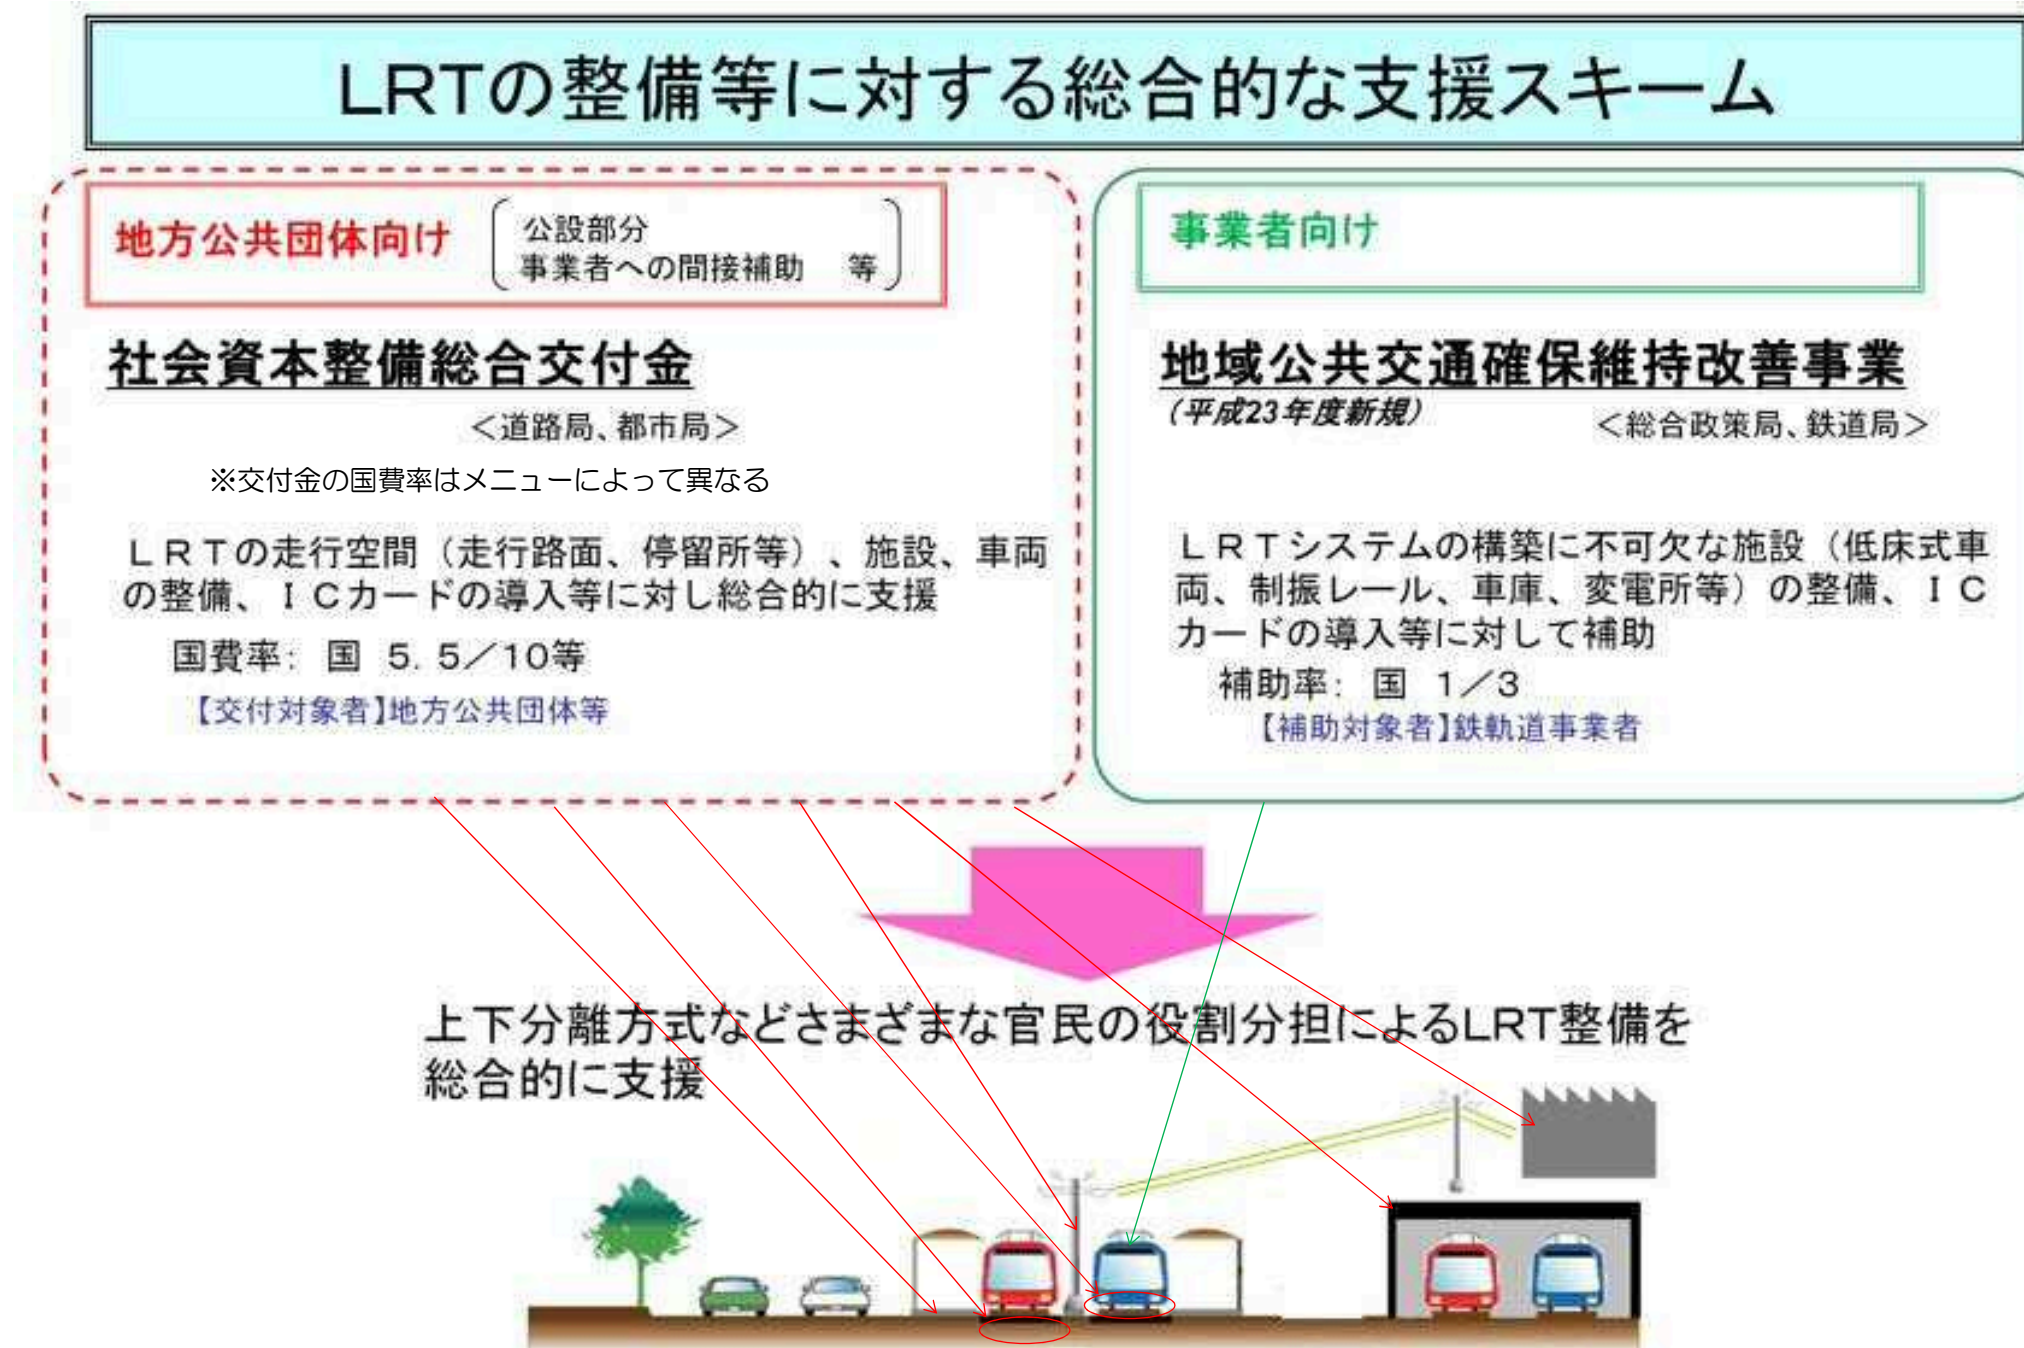 LRTの整備等に対する総合的な支援スキーム
地方公共団体向け
公設部分
事業者への間接補助 等
社会資本整備総合交付金
＜道路局、都市局＞
※交付金の国費率はメニューによって異なる
ＬＲＴの走行空間（走行路面、停留所等）、施設、車両
の整備、ＩＣカードの導入等に対し総合的に支援
国費率: 国 5. 5／10等
【交付対象者】地方公共団体等
事業者向け
地域公共交通確保維持改善事業
（平成23年度新規）
＜総合政策局、鉄道局＞
ＬＲＴシステムの構築に不可欠な施設（低床式車
両、制振レール、車庫、変電所等）の整備、ＩＣ
カードの導入等に対して補助
補助率: 国 1／3
【補助対象者】鉄軌道事業者
上下分離方式などさまざまな官民の役割分担によるLRT整備を
総合的に支援